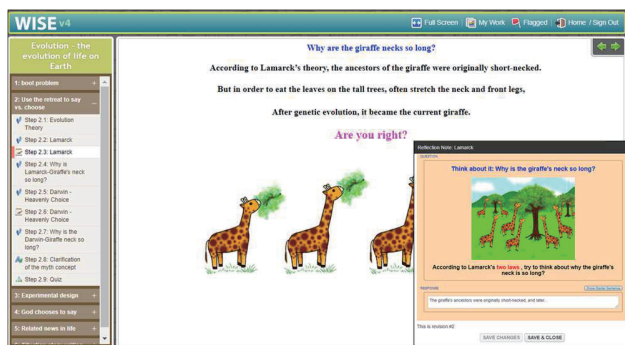 WISE v4
Full Screen
My Work
Flagged
Home / Sign Out
Evolution - the
evolution of life on
Earth
1: boot problem +
2: Use the retreat to say
vs. choose −
Step 2.1: Evolution
Theory
Step 2.2: Lamarck
Step 2.3: Lamarck
Step 2.4: Why is
Lamarck-Giraffe's neck
so long?
Step 2.5: Darwin -
Heavenly Choice
Step 2.6: Darwin -
Heavenly Choice
Step 2.7: Why is the
Darwin-Giraffe neck so
long?
Step 2.8: Clarification
of the myth concept
Step 2.9: Quiz
3: Experimental design +
4: God chooses to say +
5: Related news in life +
Why are the giraffe necks so long?
According to Lamarck's theory, the ancestors of the giraffe were originally short-necked.
But in order to eat the leaves on the tall trees, often stretch the neck and front legs,
After genetic evolution, it became the current giraffe.
Are you right?
Reflection Note: Lamarck
QUESTION
Think about it: Why is the giraffe's neck so long?
According to Lamarck's two laws , try to think about why the giraffe's
neck is so long?
RESPONSE
The giraffe's ancestors were originally short-necked, and later...
This is revision #2
SAVE CHANGES
SAVE & CLOSE